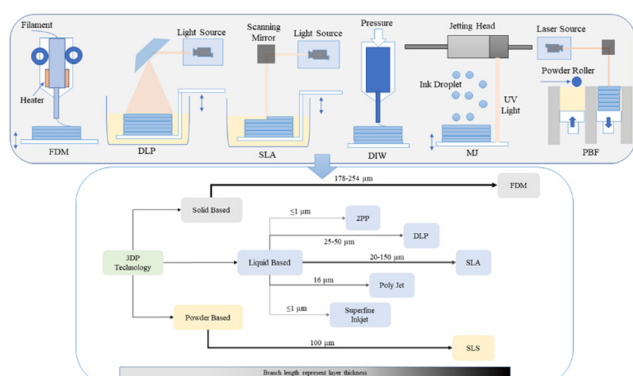 Filament
Heater
FDM
Light Source
DLP
Scanning
Mirror
Light Source
SLA
Pressure
DIW
Jetting Head
Ink Droplet
UV
Light
MJ
Laser Source
Powder Roller
PBF
178-254 μm
FDM
Solid Based
≤1 μm
2PP
25-50 μm
DLP
3DP
Technology
Liquid Based
20-150 μm
SLA
16 μm
Poly Jet
≤1 μm
Superfine
Inkjet
Powder Based
100 μm
SLS
Branch length represent layer thickness